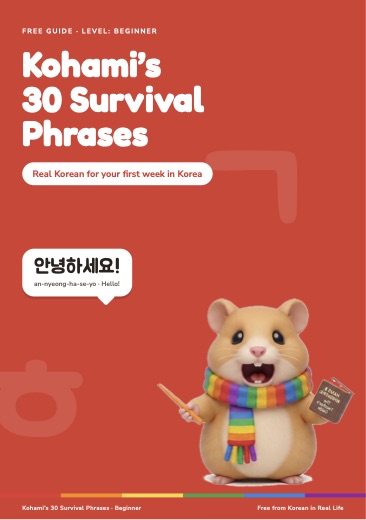 FREE GUIDE · LEVEL: BEGINNER
Kohami's
30 Survival
Phrases
Real Korean for your first week in Korea
ㄱ
안녕하세요!
an-nyeong-ha-se-yo · Hello!
ㅎ
Kohami's 30 Survival Phrases · Beginner
Free from Korean in Real Life